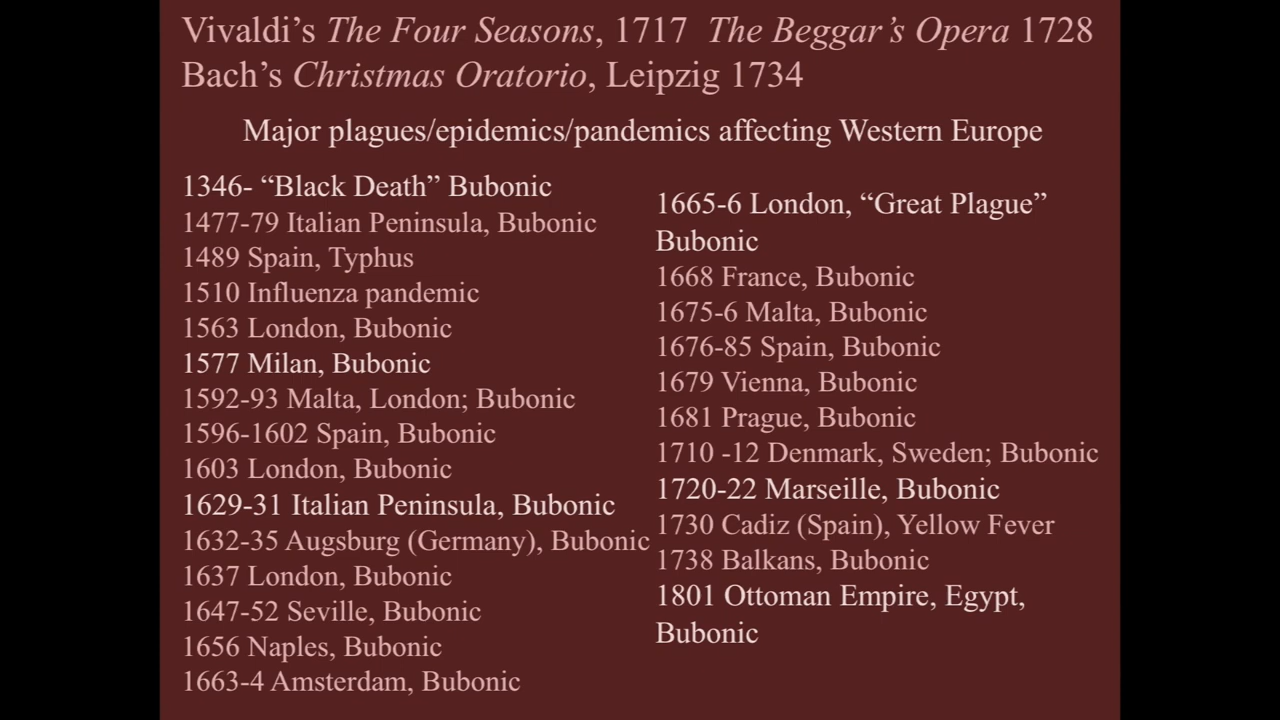 Vivaldi’s The Four Seasons, 1717 The Beggar’s Opera 1728
Bach’s Christmas Oratorio, Leipzig 1734
Major plagues/epidemics/pandemics affecting Western Europe
1346- “Black Death” Bubonic
1477-79 Italian Peninsula, Bubonic
1489 Spain, Typhus
1510 Influenza pandemic
1563 London, Bubonic
1577 Milan, Bubonic
1592-93 Malta, London; Bubonic
1596-1602 Spain, Bubonic
1603 London, Bubonic
1629-31 Italian Peninsula, Bubonic
1632-35 Augsburg (Germany), Bubonic
1637 London, Bubonic
1647-52 Seville, Bubonic
1656 Naples, Bubonic
1663-4 Amsterdam, Bubonic
1665-6 London, “Great Plague”
Bubonic
1668 France, Bubonic
1675-6 Malta, Bubonic
1676-85 Spain, Bubonic
1679 Vienna, Bubonic
1681 Prague, Bubonic
1710 -12 Denmark, Sweden; Bubonic
1720-22 Marseille, Bubonic
1730 Cadiz (Spain), Yellow Fever
1738 Balkans, Bubonic
1801 Ottoman Empire, Egypt,
Bubonic